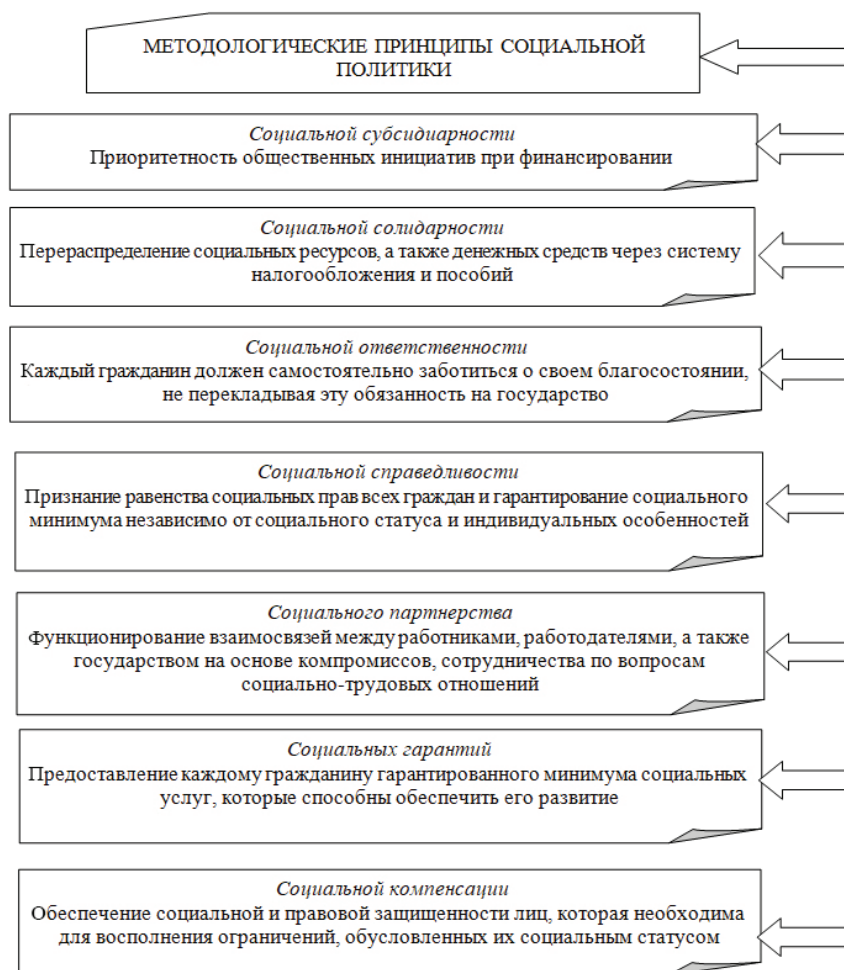 МЕТОДОЛОГИЧЕСКИЕ ПРИНЦИПЫ СОЦИАЛЬНОЙ
ПОЛИТИКИ
Социальной субсидиарности
Приоритетность общественных инициатив при финансировании
Социальной солидарности
Перераспределение социальных ресурсов, а также денежных средств через систему
налогообложения и пособий
Социальной ответственности
Каждый гражданин должен самостоятельно заботиться о своем благосостоянии,
не перекладывая эту обязанность на государство
Социальной справедливости
Признание равенства социальных прав всех граждан и гарантирование социального
минимума независимо от социального статуса и индивидуальных особенностей
Социального партнерства
Функционирование взаимосвязей между работниками, работодателями, а также
государством на основе компромиссов, сотрудничества по вопросам
социально-трудовых отношений
Социальных гарантий
Предоставление каждому гражданину гарантированного минимума социальных
услуг, которые способны обеспечить его развитие
Социальной компенсации
Обеспечение социальной и правовой защищенности лиц, которая необходима
для восполнения ограничений, обусловленных их социальным статусом